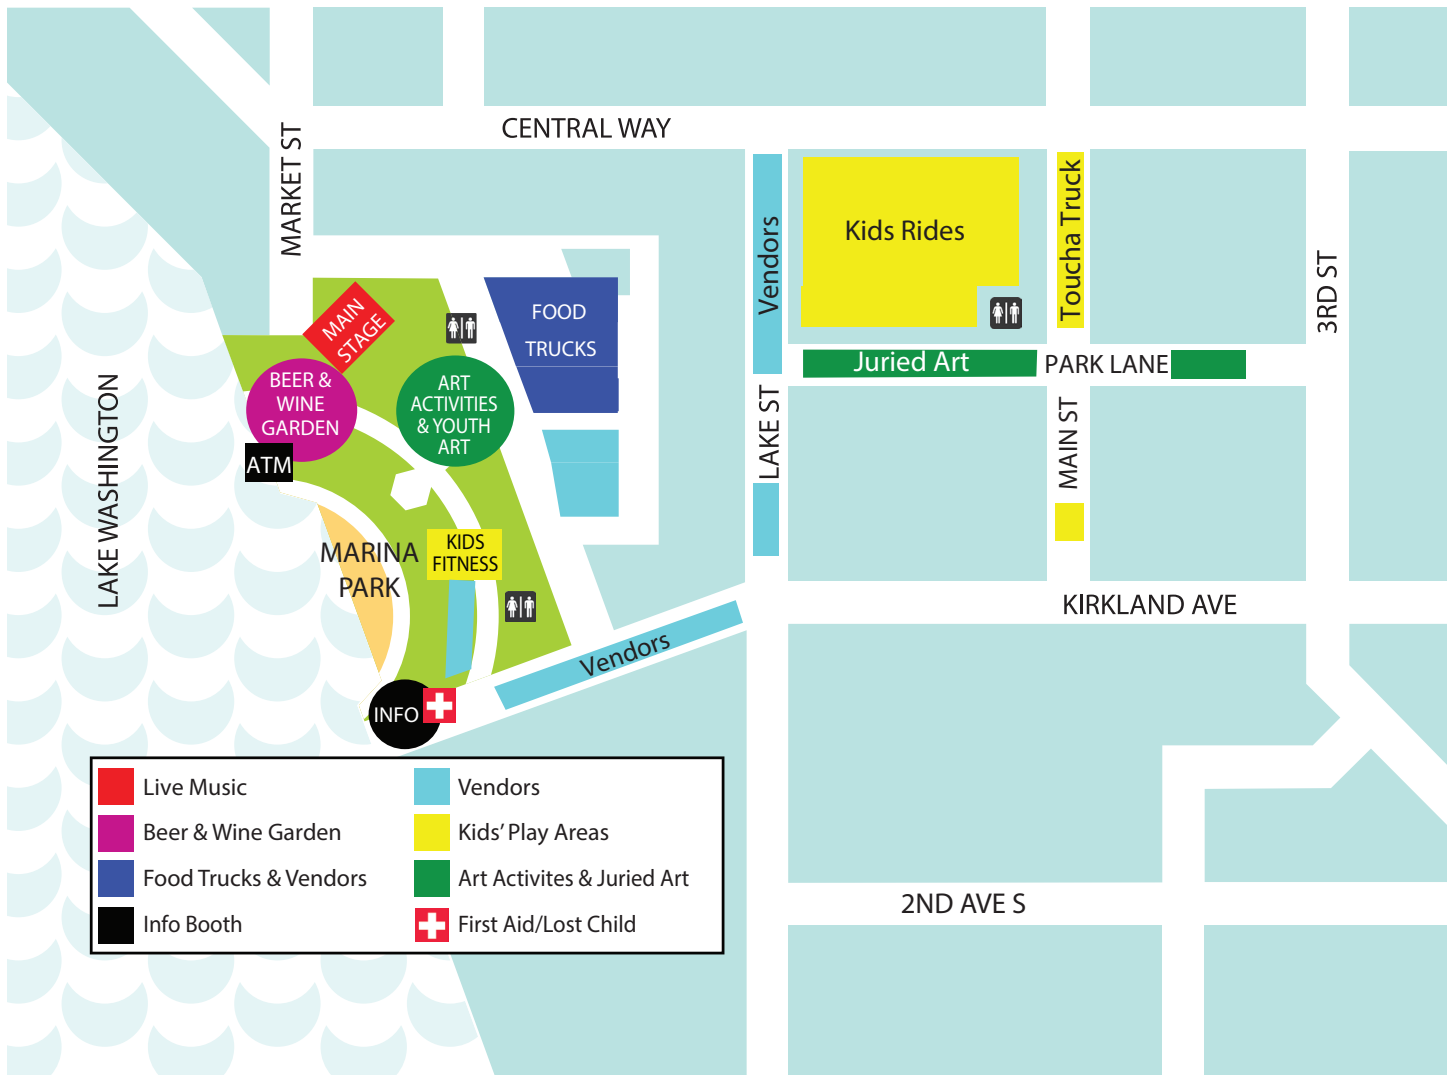 CENTRAL WAY
MARKET ST
Vendors
Kids Rides
Toucha Truck
3RD ST
MAIN
STAGE
FOOD
TRUCKS
Juried Art
PARK LANE
BEER &
WINE
GARDEN
ART
ACTIVITIES
& YOUTH
ART
LAKE ST
MAIN ST
ATM
LAKE WASHINGTON
MARINA
PARK
KIDS
FITNESS
KIRKLAND AVE
Vendors
INFO
Live Music
Vendors
Beer & Wine Garden
Kids' Play Areas
Food Trucks & Vendors
Art Activites & Juried Art
Info Booth
First Aid/Lost Child
2ND AVE S